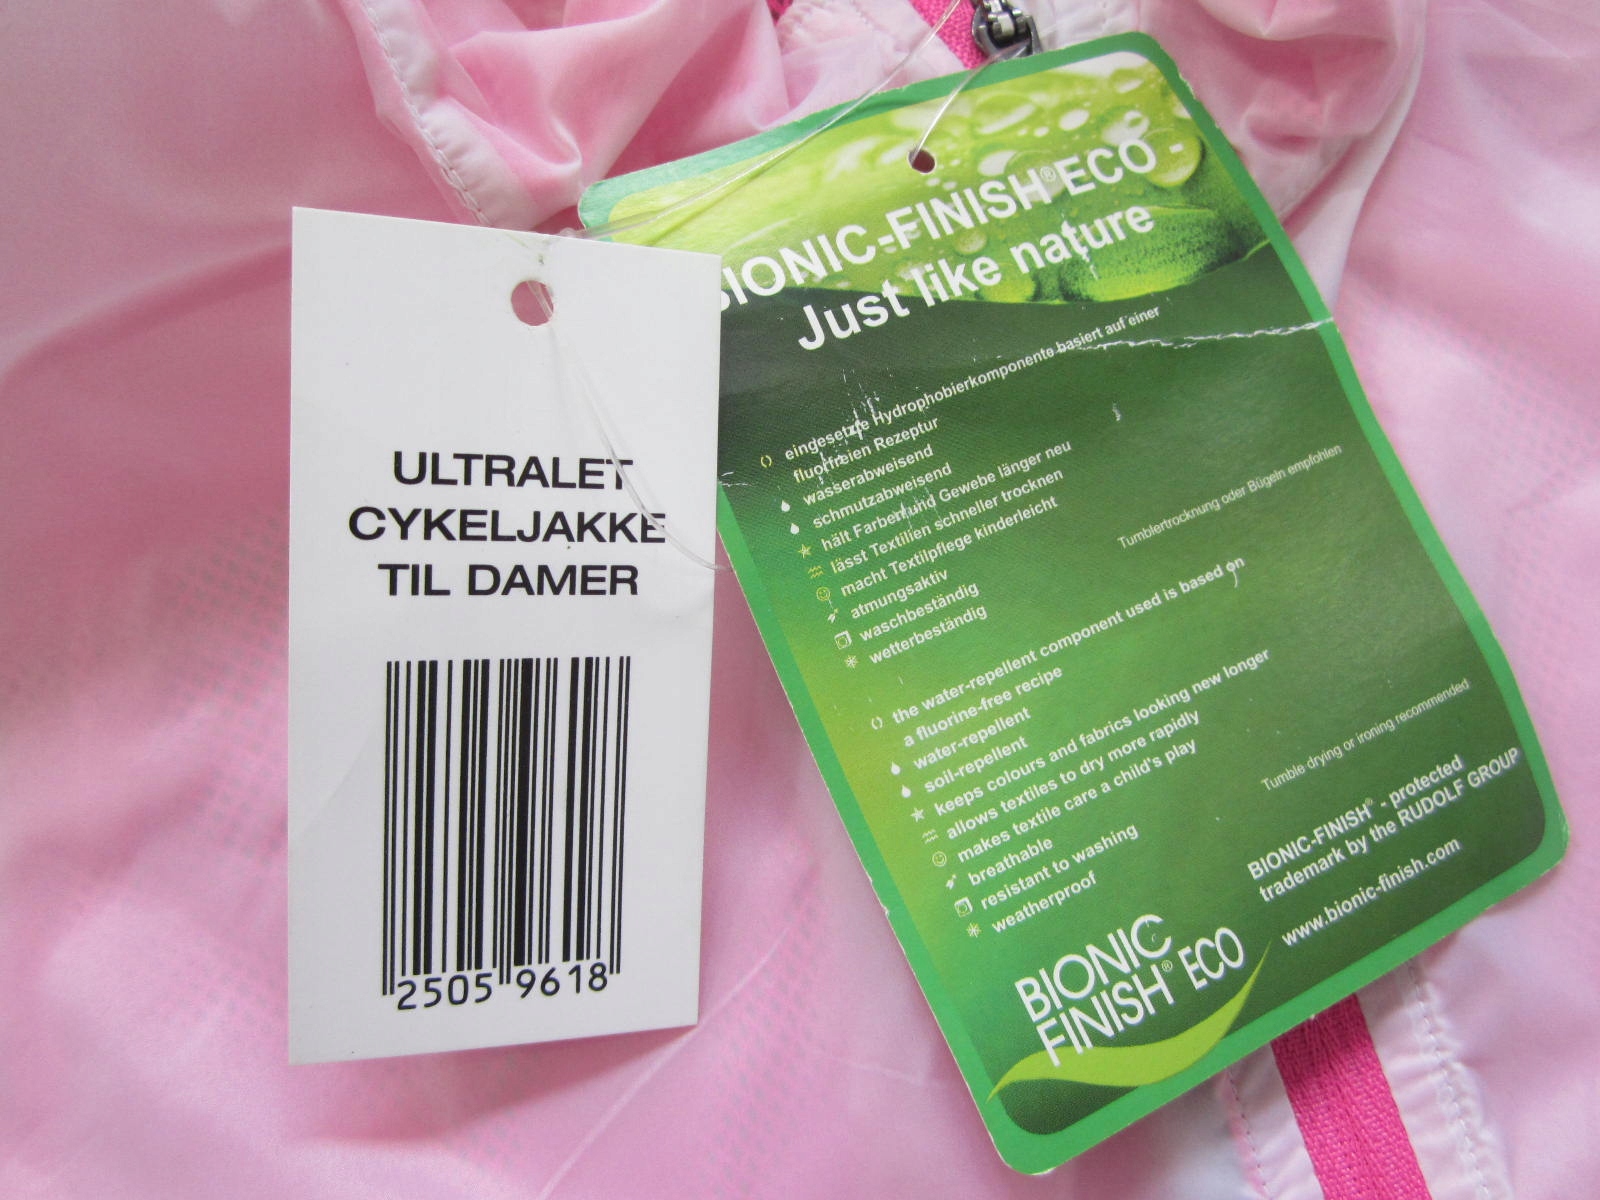 ULTRALET
CYKELJAKKE
TIL DAMER
2505 9618
BIONIC-FINISH® ECO -
Just like nature
eingesetzte Hydrophobierkomponente basiert auf einer
fluorfreien Rezeptur
wasserabweisend
schmutzabweisend
hält Farben und Gewebe länger neu
lässt Textilien schneller trocknen
macht Textilpflege kinderleicht
atmungsaktiv
waschbeständig
wetterbeständig
Tumblertrocknung oder Bügeln empfohlen
the water-repellent component used is based on
a fluorine-free recipe
water-repellent
soil-repellent
keeps colours and fabrics looking new longer
allows textiles to dry more rapidly
makes textile care a child's play
breathable
resistant to washing
weatherproof
Tumble drying or ironing recommended
BIONIC-FINISH® - protected
trademark by the RUDOLF GROUP
www.bionic-finish.com
BIONIC
FINISH® ECO